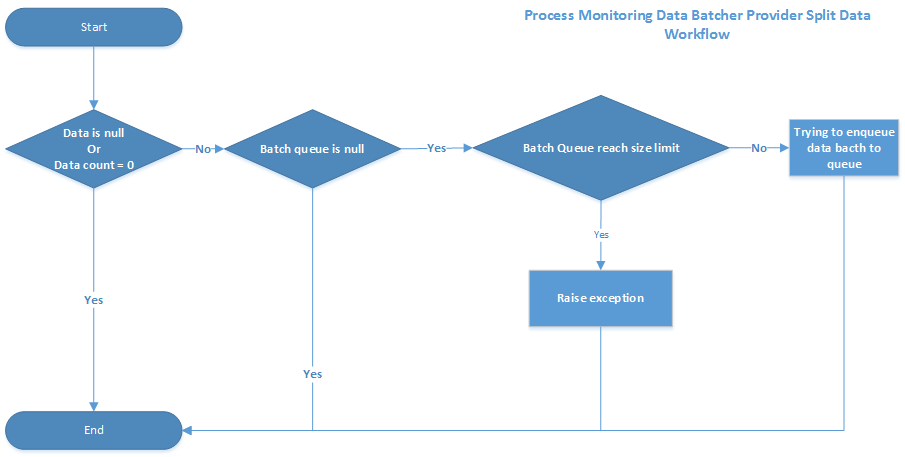 Process Monitoring Data Batcher Provider Split Data
Workflow
Start
Data is null
Or
Data count = 0
No
Batch queue is null
Yes
Batch Queue reach size limit
No
Trying to enqueue
data bacth to
queue
Yes
Raise exception
Yes
Yes
End